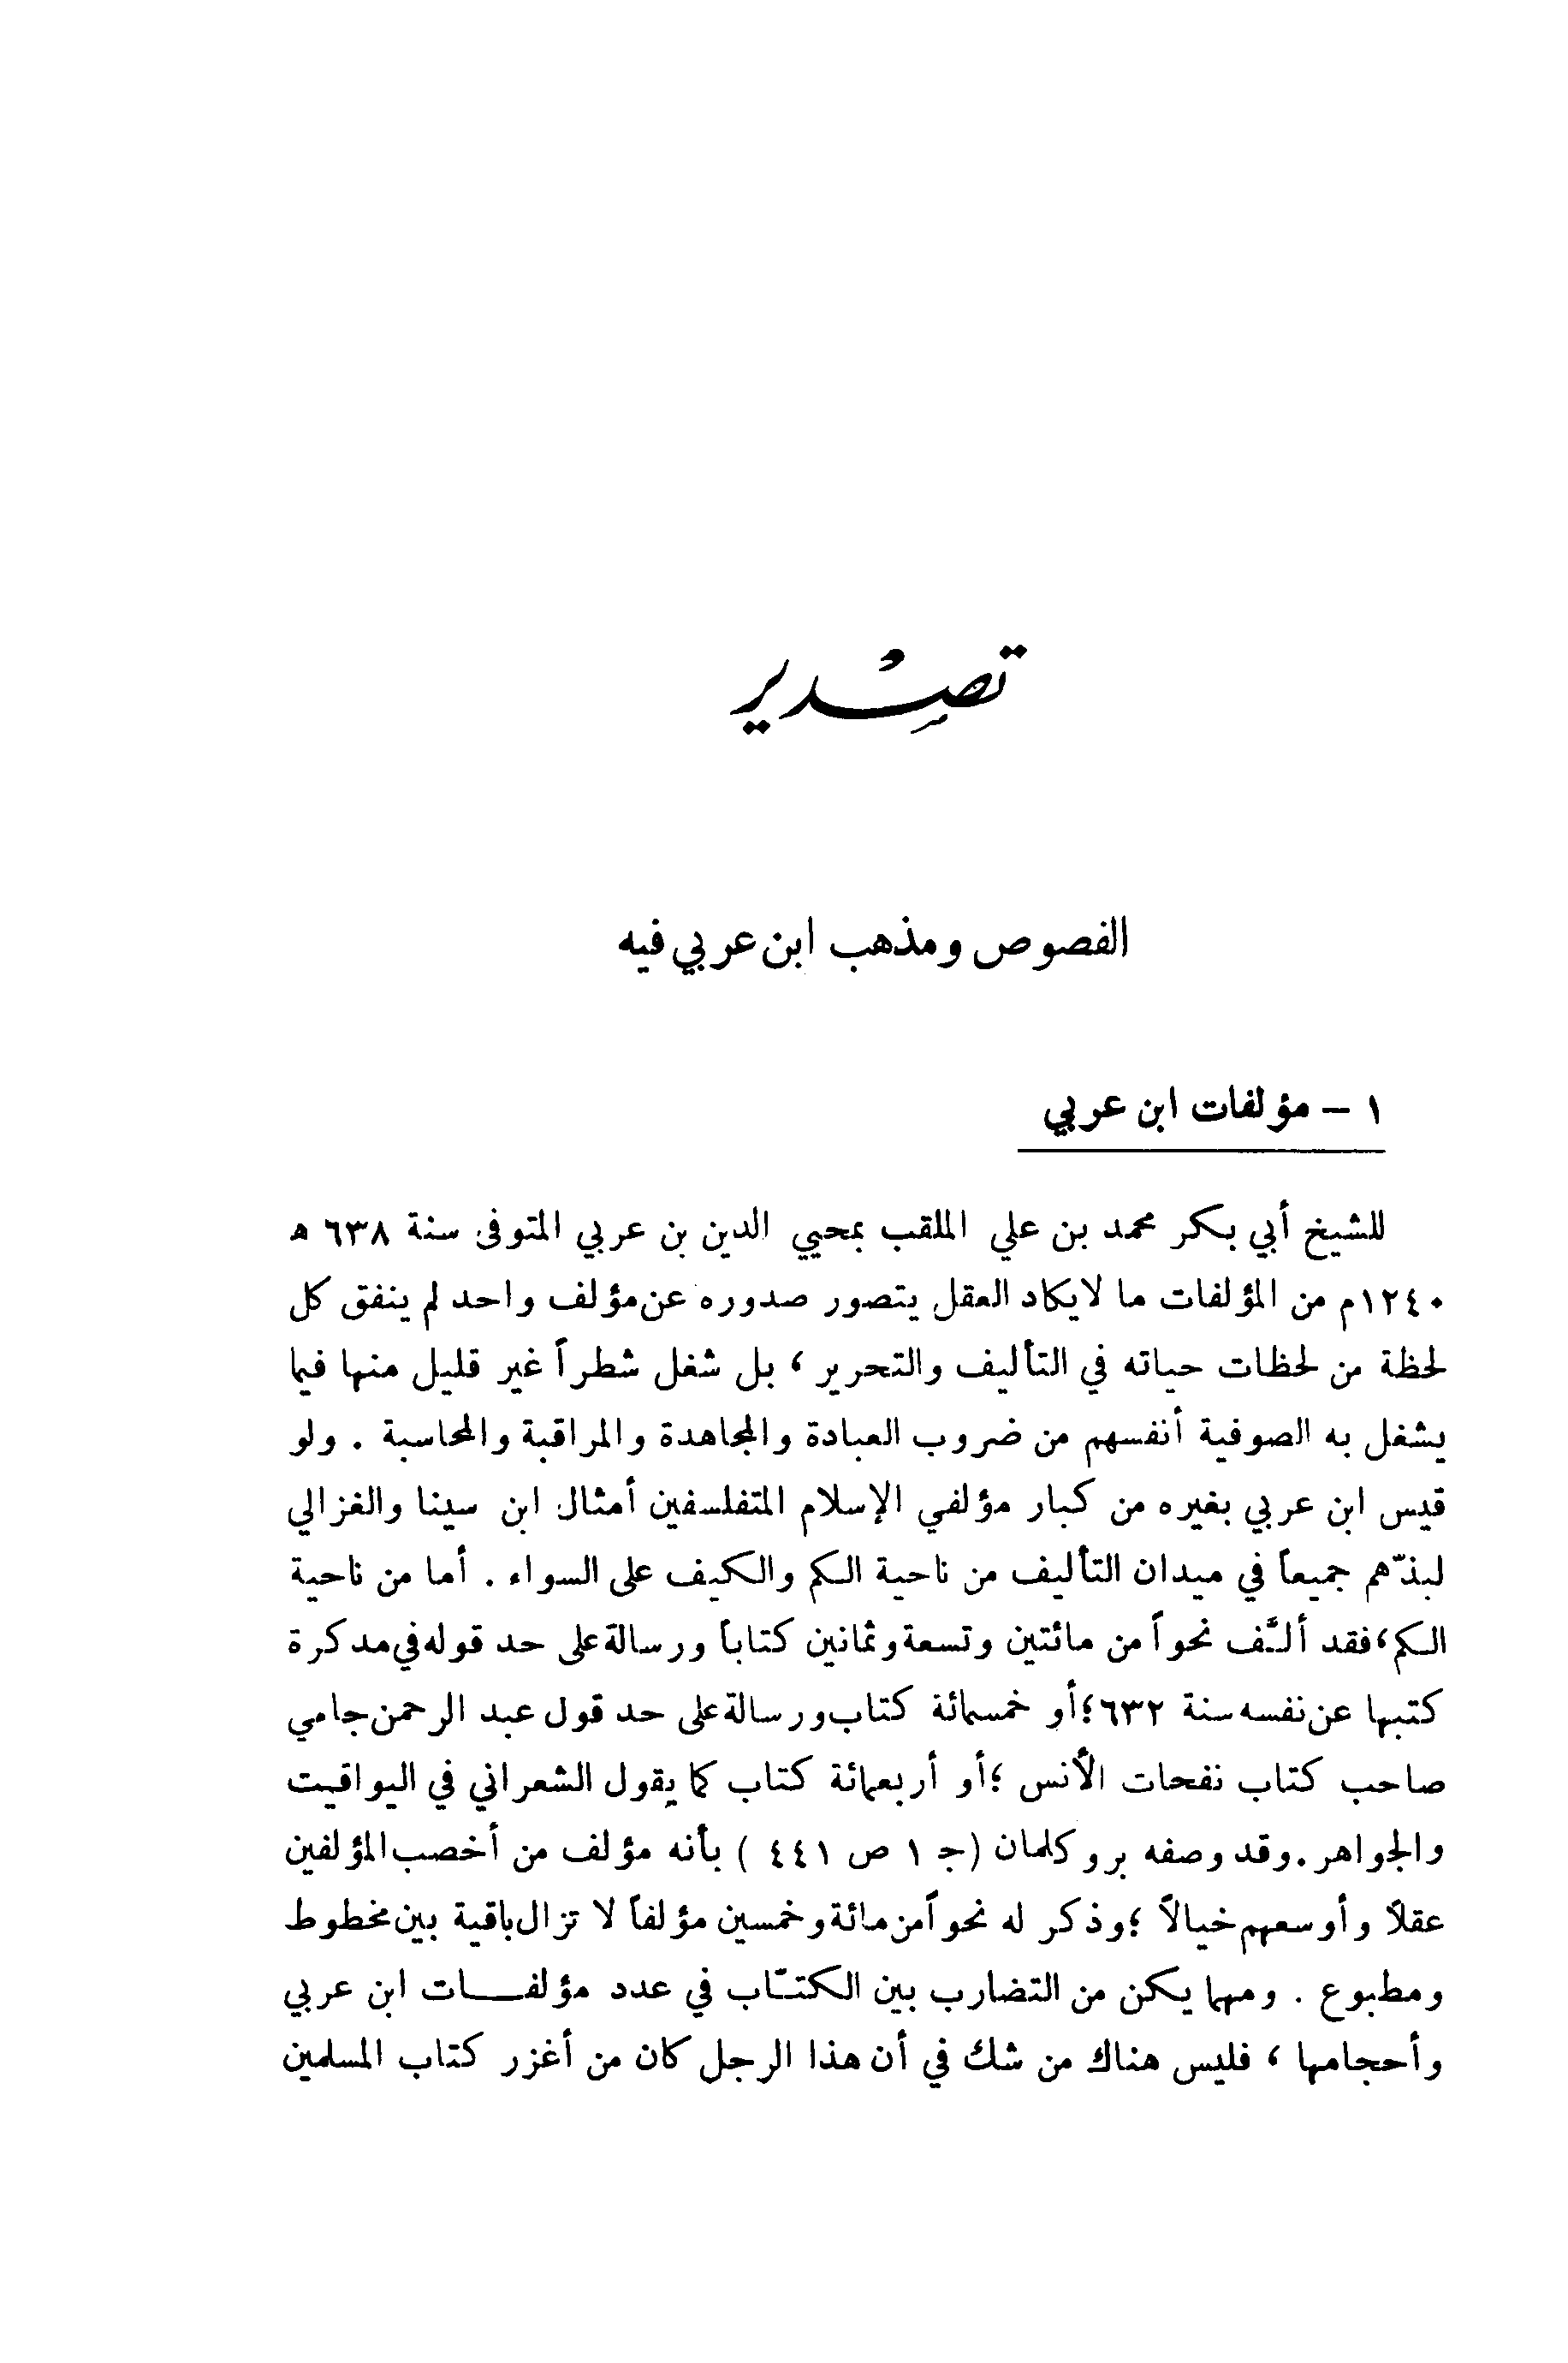 تصدير
الفصوص ومذهب ابن عربي فيه
١ – مؤلفات ابن عربي
للشيخ أبي بكر محمد بن علي الملقب بمحيي الدين بن عربي المتوفى سنة ٦٣٨ ه
١٢٤٠م من المؤلفات ما لايكاد العقل يتصور صدوره عن مؤلف واحد لم ينفق كل
لحظة من لحظات حياته في التأليف والتحرير ، بل شغل شطراً غير قليل منها فيما
يشغل به الصوفية أنفسهم من ضروب العبادة والمجاهدة والمراقبة والمحاسبة . ولو
قيس ابن عربي بغيره من كبار مؤلفي الإسلام المتفلسفين أمثال ابن سينا والغزالي
لبذّهم جميعاً في ميدان التأليف من ناحية الكم والكيف على السواء . أما من ناحية
الكم، فقد ألَّف نحواً من مائتين وتسعة وثمانين كتاباً ورسالة على حد قوله في مدكرة
كتبها عن نفسه سنة ٦٣٢؛ أو خمسمائة كتاب ورسالة على حد قول عبد الرحمن جامي
صاحب كتاب نفحات الأنس ؛ أو أربعمائة كتاب كما يقول الشعراني في اليواقيت
والجواهر. وقد وصفه بروكلمان (جـ ١ ص ٤٤١ ) بأنه مؤلف من أخصب المؤلفين
عقلاً وأوسعهم خيالاً ؛ وذكر له نحواً من مائة وخمسين مؤلفاً لا تزال باقية بين مخطوط
ومطبوع . ومهما يكن من التضارب بين الكتّاب في عدد مؤلفــات ابن عربي
وأحجامها ، فليس هناك من شك في أن هذا الرجل كان من أغزر كتاب المسلمين